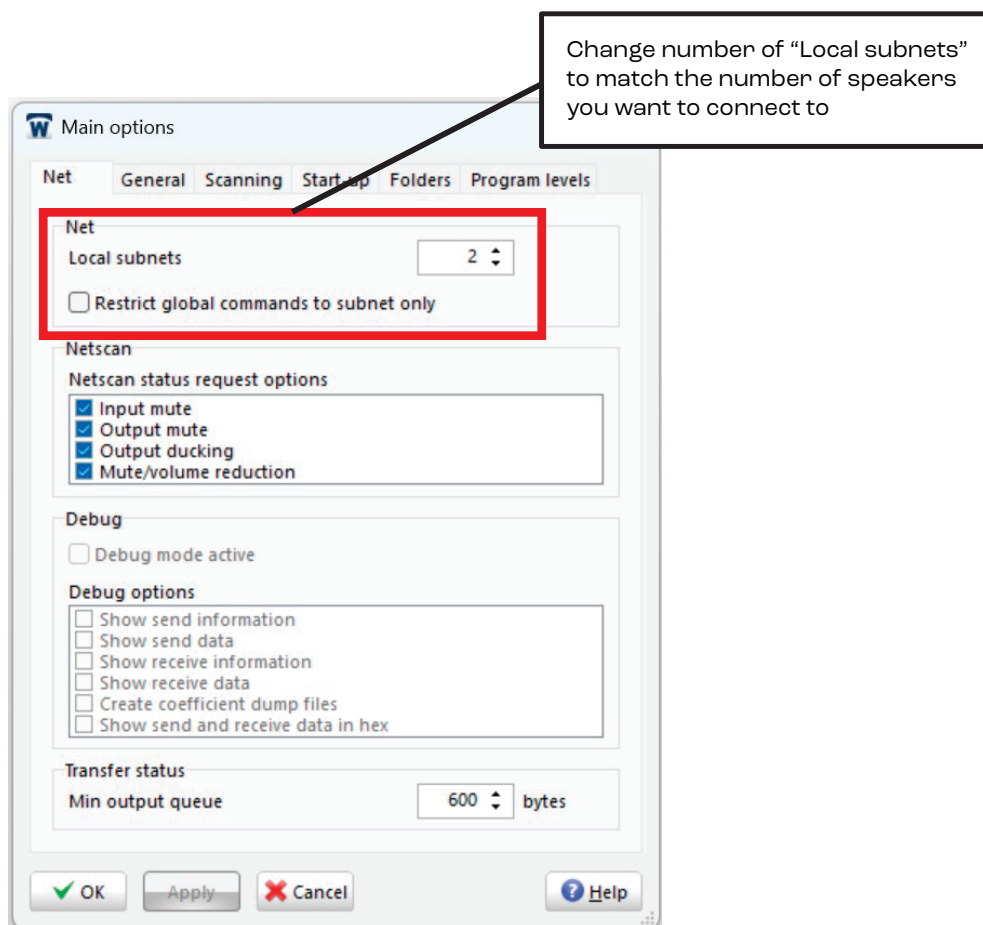 Change number of “Local subnets”
to match the number of speakers
you want to connect to
W Main options
Net General Scanning Start-up Folders Program levels
Net
Local subnets 2
Restrict global commands to subnet only
Netscan
Netscan status request options
Input mute
Output mute
Output ducking
Mute/volume reduction
Debug
Debug mode active
Debug options
Show send information
Show send data
Show receive information
Show receive data
Create coefficient dump files
Show send and receive data in hex
Transfer status
Min output queue 600 bytes
OK Apply Cancel ? Help